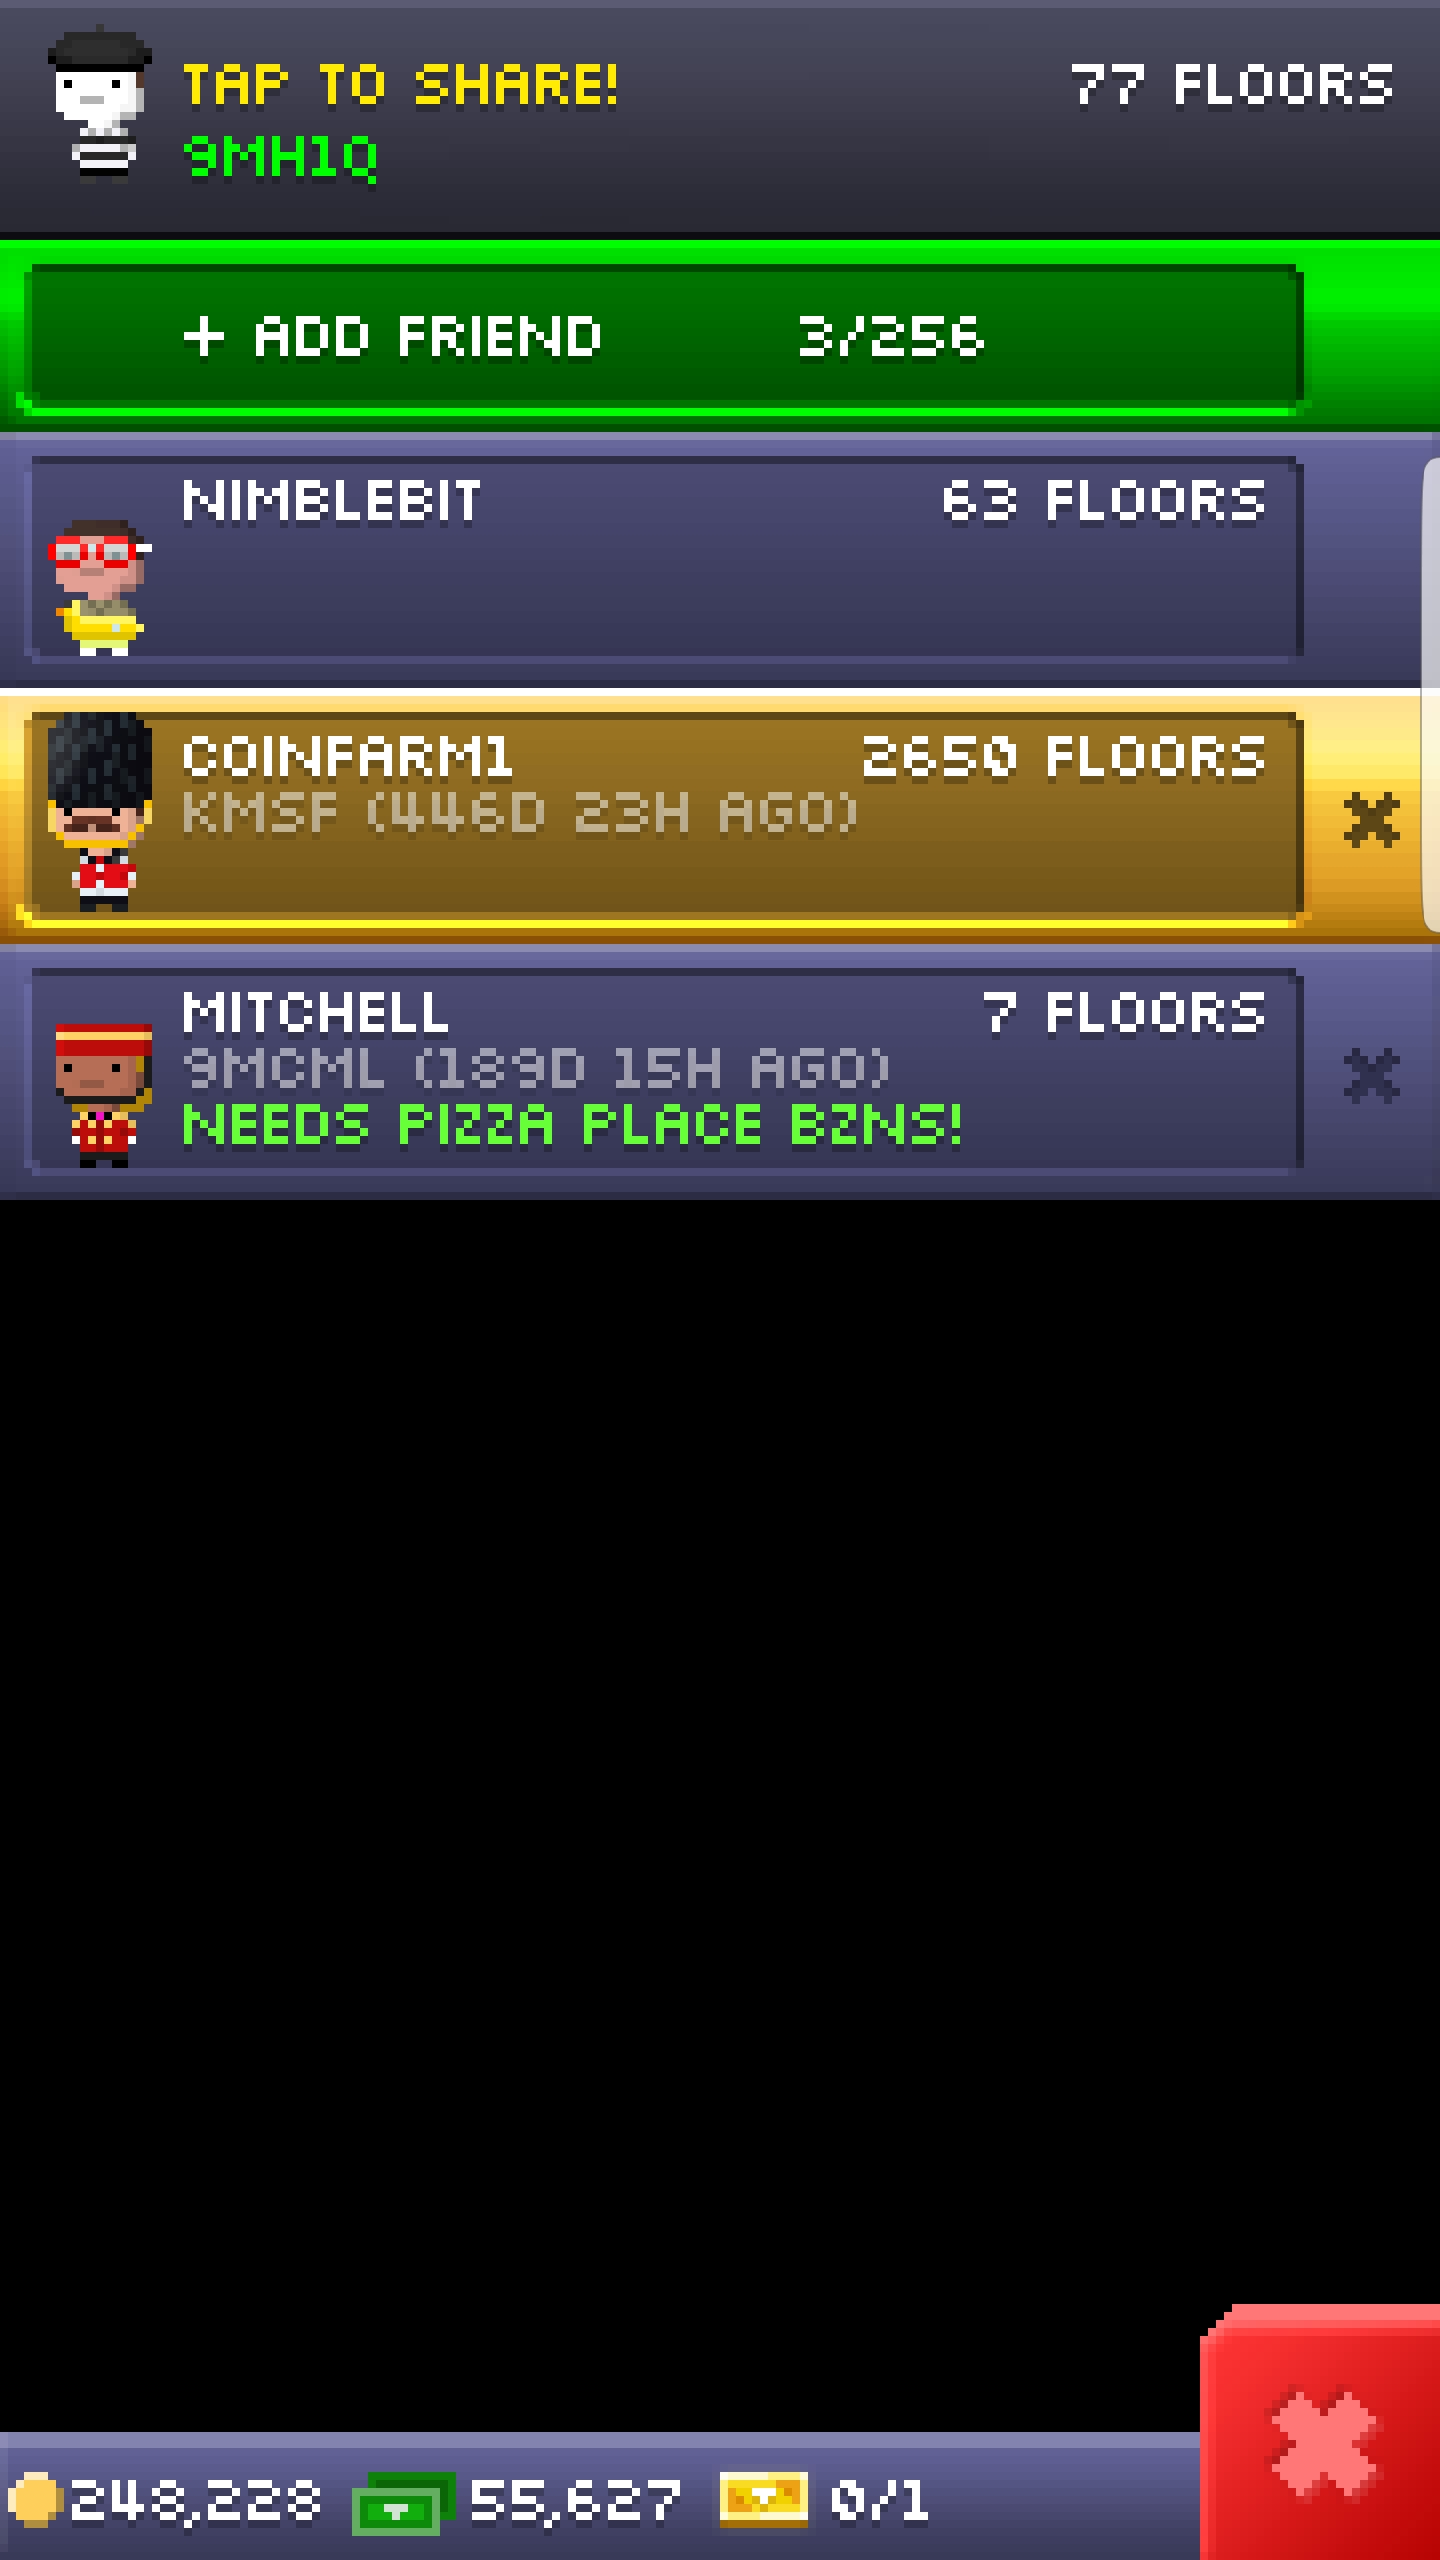 TAP TO SHARE! 77 FLOORS
9MH1Q
+ ADD FRIEND 3/256
NIMBLEBIT 63 FLOORS
COINFARM1 2650 FLOORS
KMSF (446D 23H AGO)
MITCHELL 7 FLOORS
9MCML (189D 15H AGO)
NEEDS PIZZA PLACE BZNS!
248,228 55,627 0/1